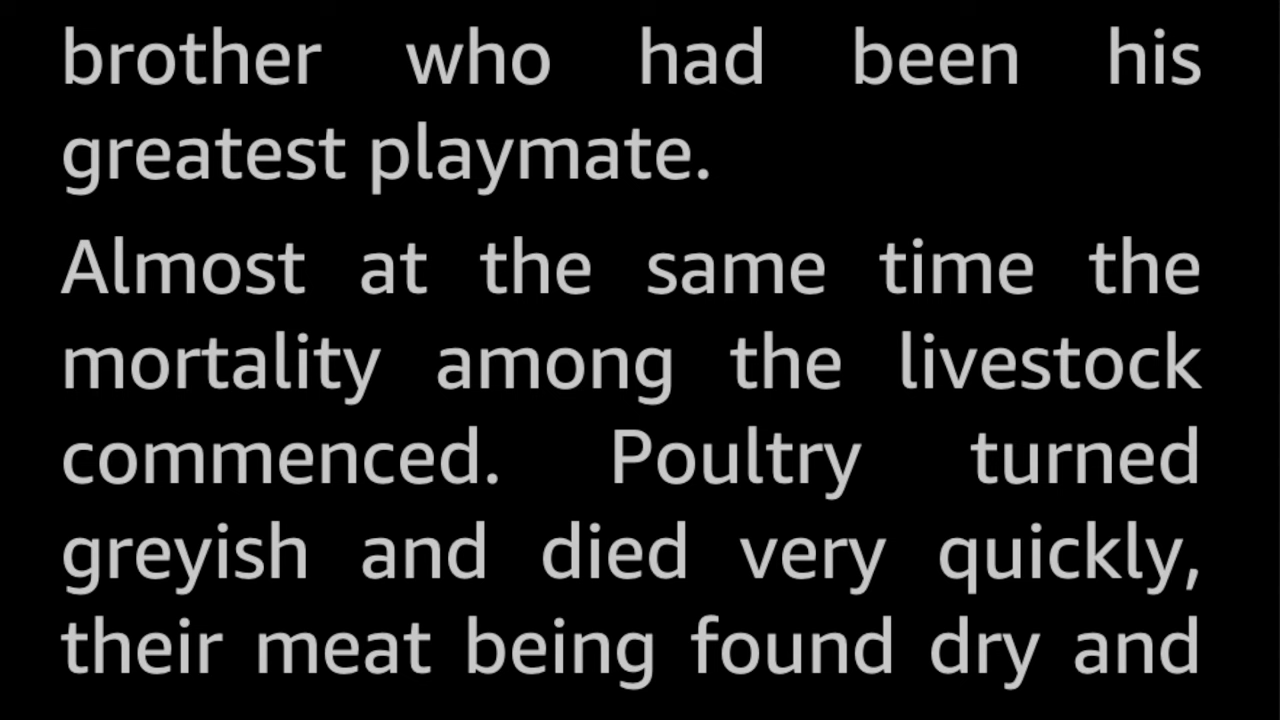 brother who had been his
greatest playmate.
Almost at the same time the
mortality among the livestock
commenced. Poultry turned
greyish and died very quickly,
their meat being found dry and